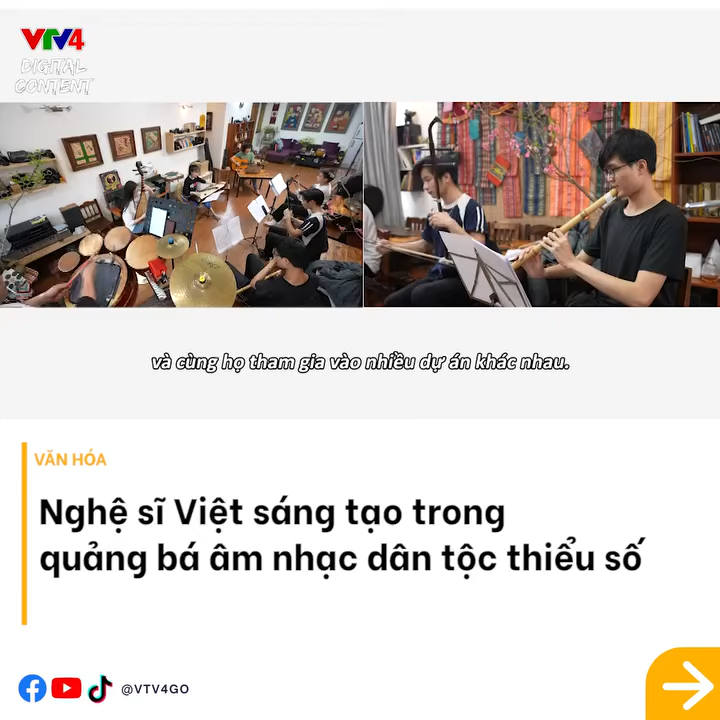 VTV4
DIGITAL
CONTENT
và cùng họ tham gia vào nhiều dự án khác nhau.
VĂN HÓA
Nghệ sĩ Việt sáng tạo trong
quảng bá âm nhạc dân tộc thiểu số
@VTV4GO